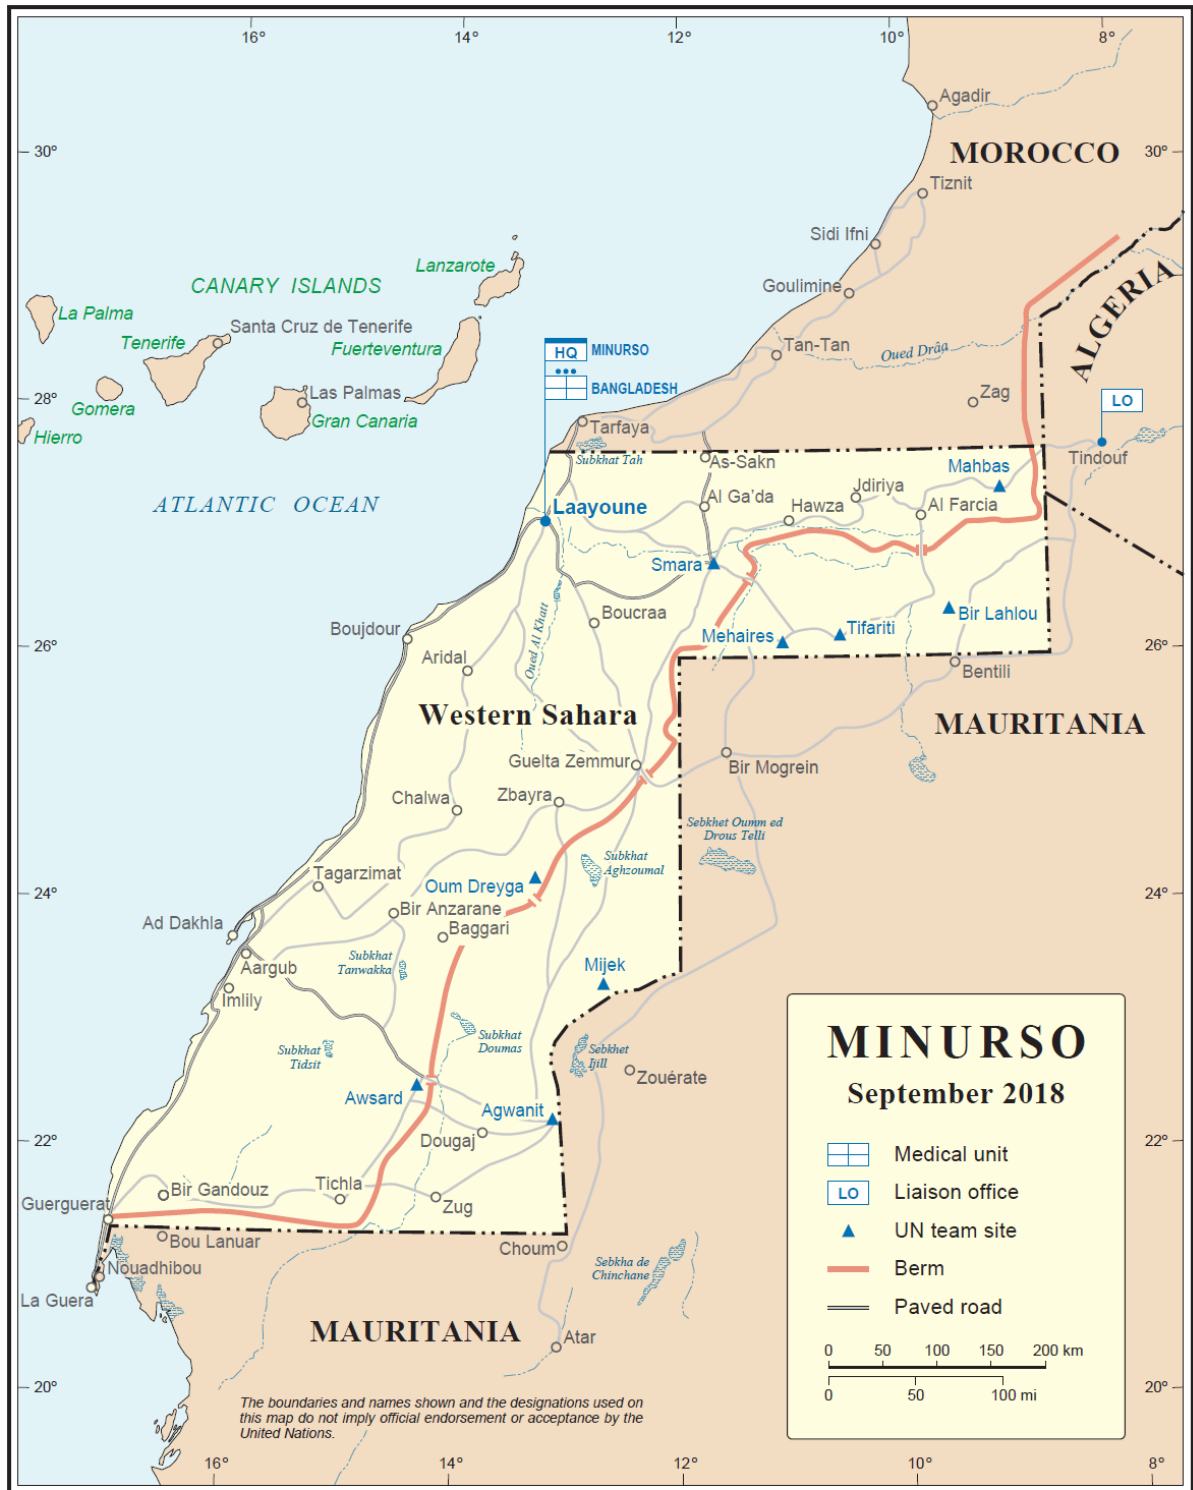 16°
14°
12°
10°
8°
Agadir
MOROCCO
30°
30°
Tiznit
Sidi Ifni
Lanzarote
CANARY ISLANDS
Goulimine
ALGERIA
La Palma
Santa Cruz de Tenerife
Tenerife
Fuerteventura
HQ
MINURSO
Tan-Tan
Oued Drâa
BANGLADESH
28°
28°
Las Palmas
Zag
LO
Gomera
Gran Canaria
Hierro
Tarfaya
Subkhat Tah
As-Sakn
Mahbas
Tindouf
ATLANTIC OCEAN
Laayoune
Al Ga'da
Hawza
Jdiriya
Al Farcia
Smara
Boucraa
Oued Al Khatt
Bir Lahlou
Tifariti
Mehaires
Boujdour
26°
26°
Aridal
Bentili
Western Sahara
MAURITANIA
Guelta Zemmur
Bir Mogrein
Chalwa
Zbayra
Sebkhet Oumm ed
Drous Telli
Subkhat
Aghzoumal
Tagarzimat
Oum Dreyga
24°
24°
Bir Anzarane
Ad Dakhla
Baggari
Subkhat
Tanwakka
Aargub
Mijek
Imlily
Subkhat
Doumas
Subkhat
Tidsit
Sebkhet
Ijill
Zouérate
Awsard
Agwanit
22°
22°
Dougaj
Bir Gandouz
Tichla
Zug
Guerguerat
Bou Lanuar
Choum
Nouadhibou
Sebkha de
Chinchane
La Guera
MAURITANIA
Atar
20°
20°
MINURSO
September 2018
Medical unit
LO
Liaison office
UN team site
Berm
Paved road
0 50 100 150 200 km
0 50 100 mi
The boundaries and names shown and the designations used on
this map do not imply official endorsement or acceptance by the
United Nations.
16°
14°
12°
10°
8°